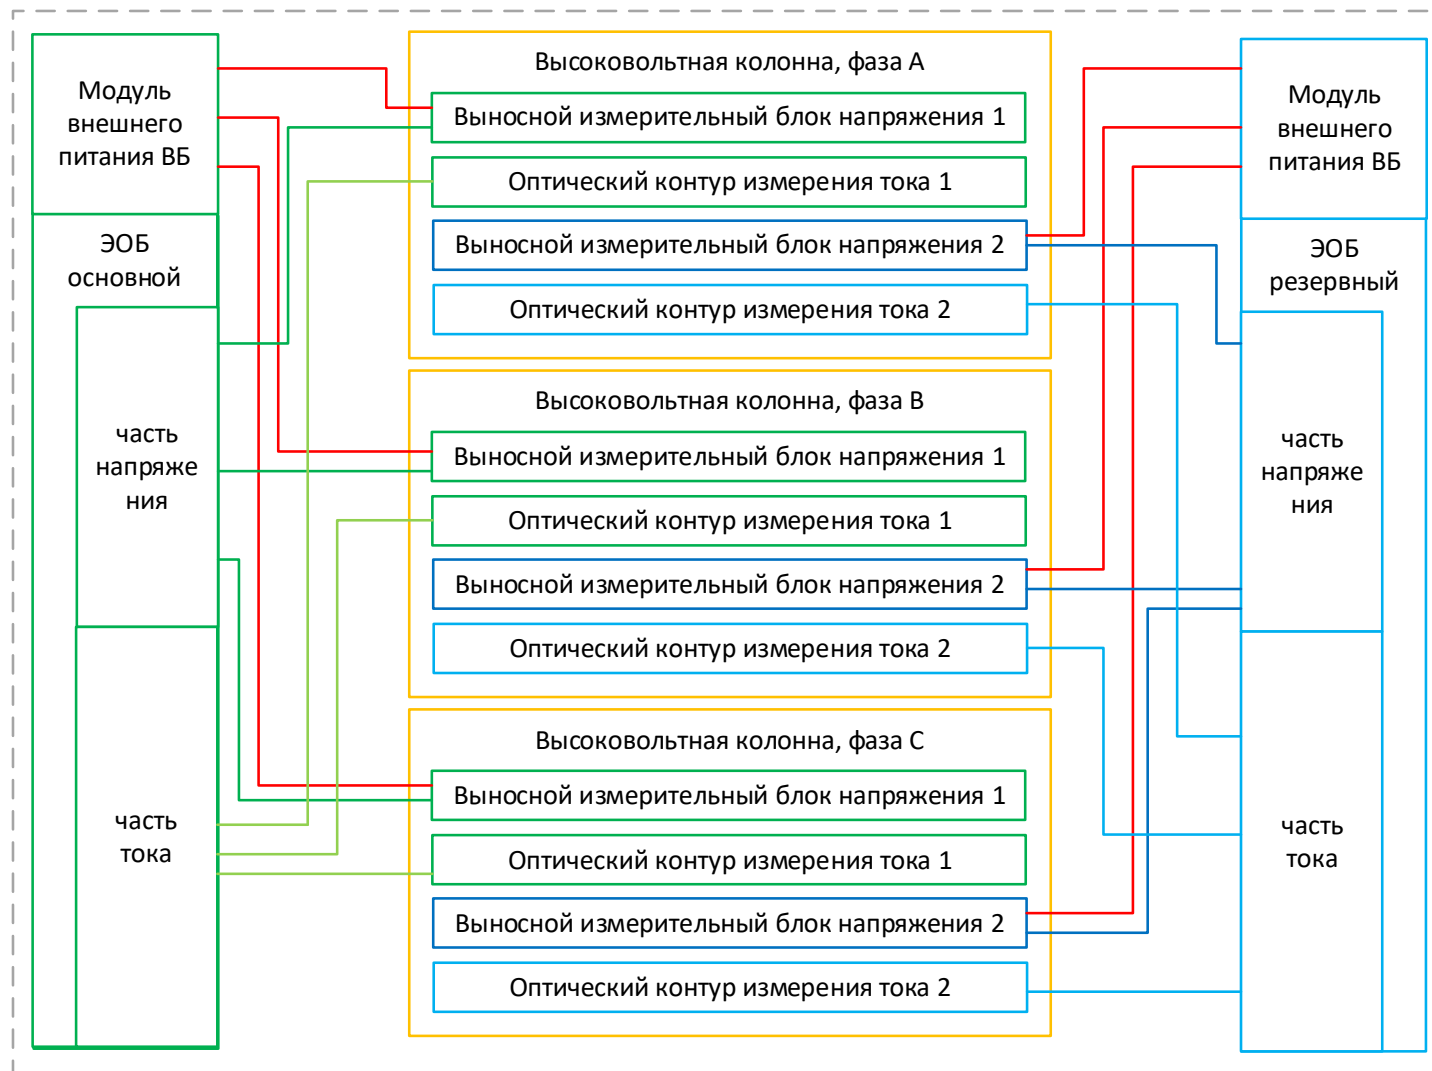 Модуль
внешнего
питания ВБ
ЭОБ
основной
часть
напряже
ния
часть
тока
Высоковольтная колонна, фаза А
Выносной измерительный блок напряжения 1
Оптический контур измерения тока 1
Выносной измерительный блок напряжения 2
Оптический контур измерения тока 2
Высоковольтная колонна, фаза В
Выносной измерительный блок напряжения 1
Оптический контур измерения тока 1
Выносной измерительный блок напряжения 2
Оптический контур измерения тока 2
Высоковольтная колонна, фаза С
Выносной измерительный блок напряжения 1
Оптический контур измерения тока 1
Выносной измерительный блок напряжения 2
Оптический контур измерения тока 2
Модуль
внешнего
питания ВБ
ЭОБ
резервный
часть
напряже
ния
часть
тока